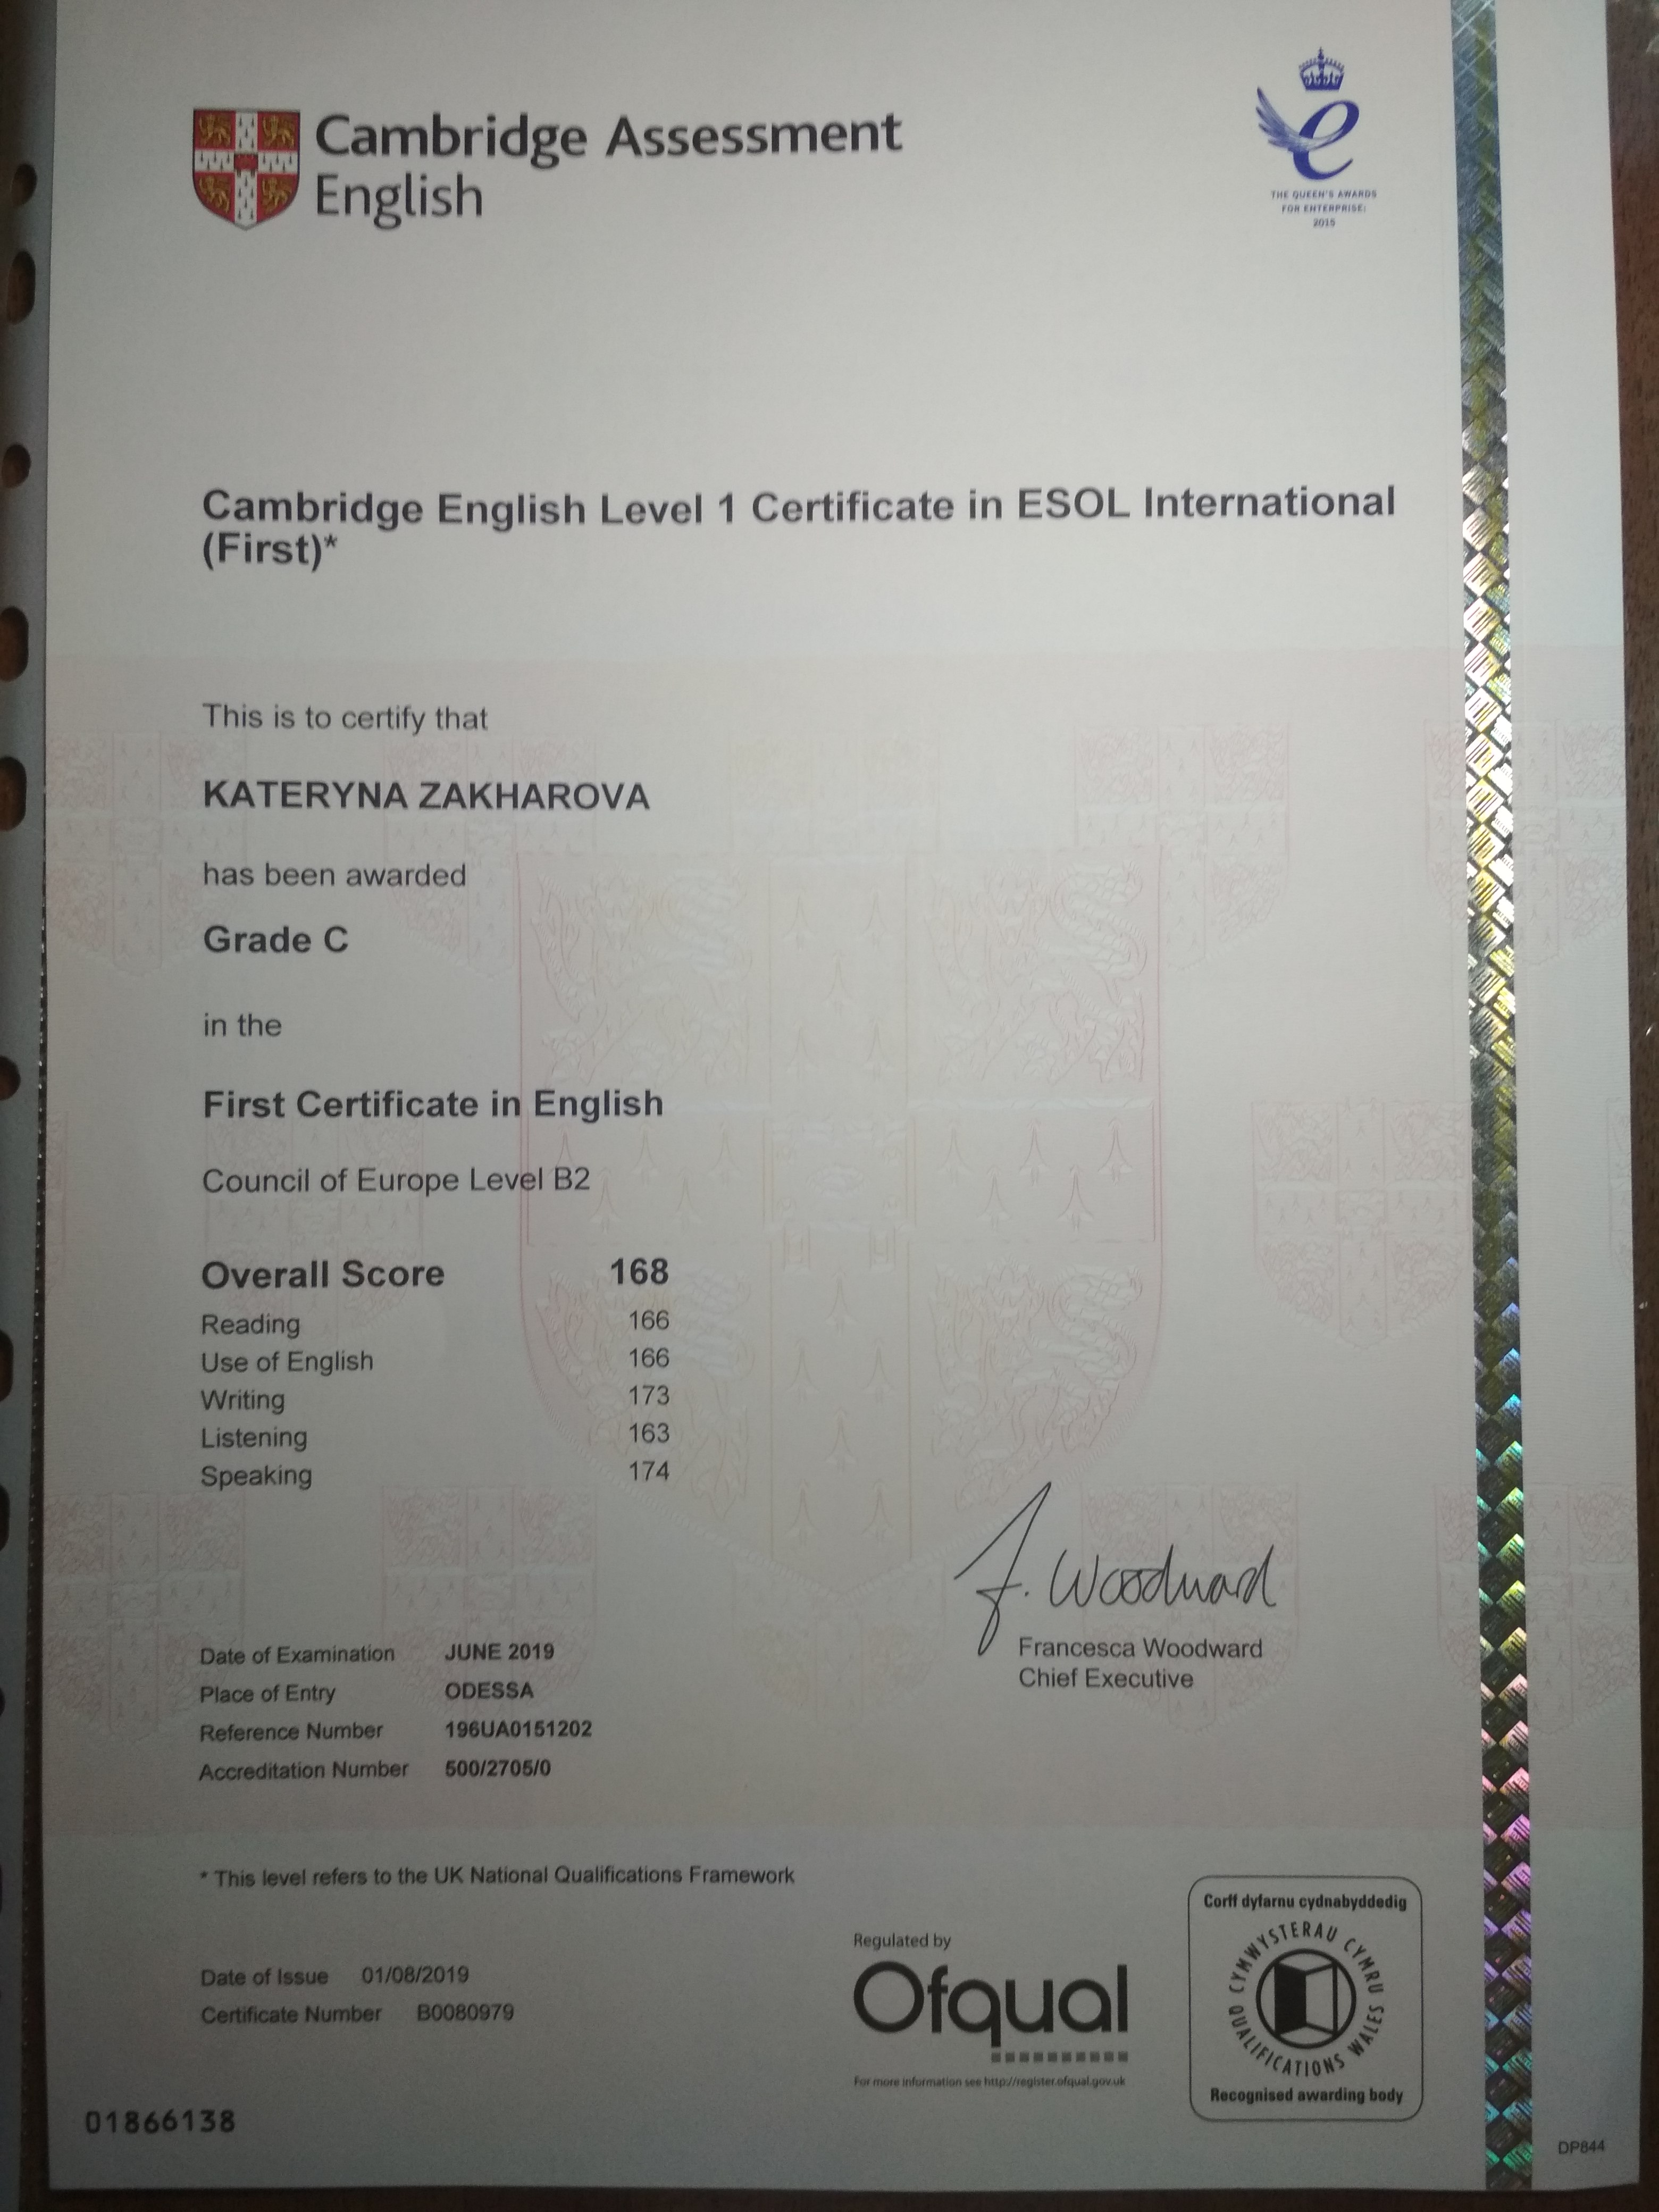 Cambridge Assessment
English
THE QUEEN'S AWARDS
FOR ENTERPRISE:
2015
Cambridge English Level 1 Certificate in ESOL International
(First)*
This is to certify that
KATERYNA ZAKHAROVA
has been awarded
Grade C
in the
First Certificate in English
Council of Europe Level B2
Overall Score 168
Reading 166
Use of English 166
Writing 173
Listening 163
Speaking 174
F. Woodward
Francesca Woodward
Chief Executive
Date of Examination JUNE 2019
Place of Entry ODESSA
Reference Number 196UA0151202
Accreditation Number 500/2705/0
* This level refers to the UK National Qualifications Framework
Date of Issue 01/08/2019
Certificate Number B0080979
Regulated by
Ofqual
For more information see http://register.ofqual.gov.uk
Corff dyfarnu cydnabyddedig
CYMWYSTERAU CYMRU
QUALIFICATIONS WALES
Recognised awarding body
01866138
DP844